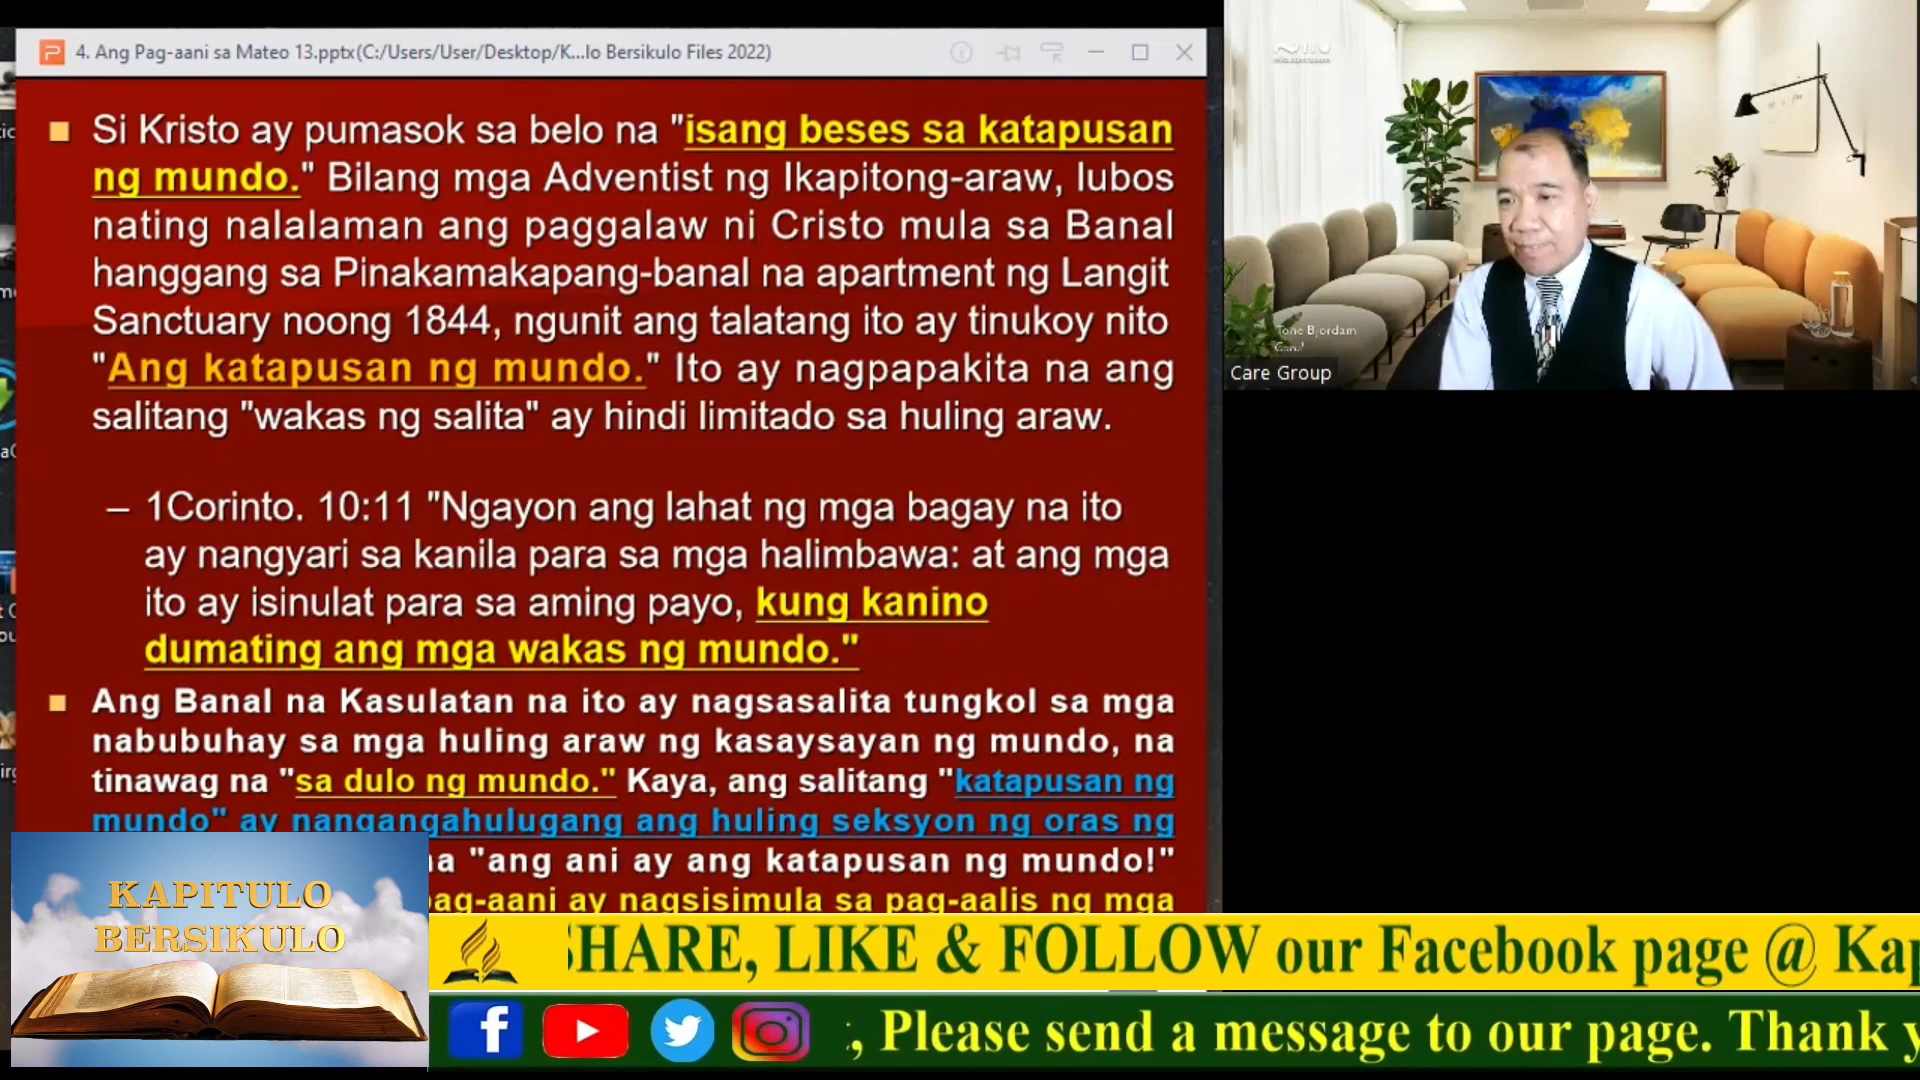 4. Ang Pag-aani sa Mateo 13.pptx(C:/Users/User/Desktop/K...lo Bersikulo Files 2022)
Si Kristo ay pumasok sa belo na "isang beses sa katapusan
ng mundo." Bilang mga Adventist ng Ikapitong-araw, lubos
nating nalalaman ang paggalaw ni Cristo mula sa Banal
hanggang sa Pinakamakapang-banal na apartment ng Langit
Sanctuary noong 1844, ngunit ang talatang ito ay tinukoy nito
"Ang katapusan ng mundo." Ito ay nagpapakita na ang
salitang "wakas ng salita" ay hindi limitado sa huling araw.
– 1Corinto. 10:11 "Ngayon ang lahat ng mga bagay na ito
ay nangyari sa kanila para sa mga halimbawa: at ang mga
ito ay isinulat para sa aming payo, kung kanino
dumating ang mga wakas ng mundo."
Ang Banal na Kasulatan na ito ay nagsasalita tungkol sa mga
nabubuhay sa mga huling araw ng kasaysayan ng mundo, na
tinawag na "sa dulo ng mundo." Kaya, ang salitang "katapusan ng
mundo" ay nangangahulugang ang huling seksyon ng oras ng
"ang ani ay ang katapusan ng mundo!"
pag-aani ay nagsisimula sa pag-aalis ng mga
Tone Bjordam
Care Group
KAPITULO
BERSIKULO
SHARE, LIKE & FOLLOW our Facebook page @ Kap
, Please send a message to our page. Thank y